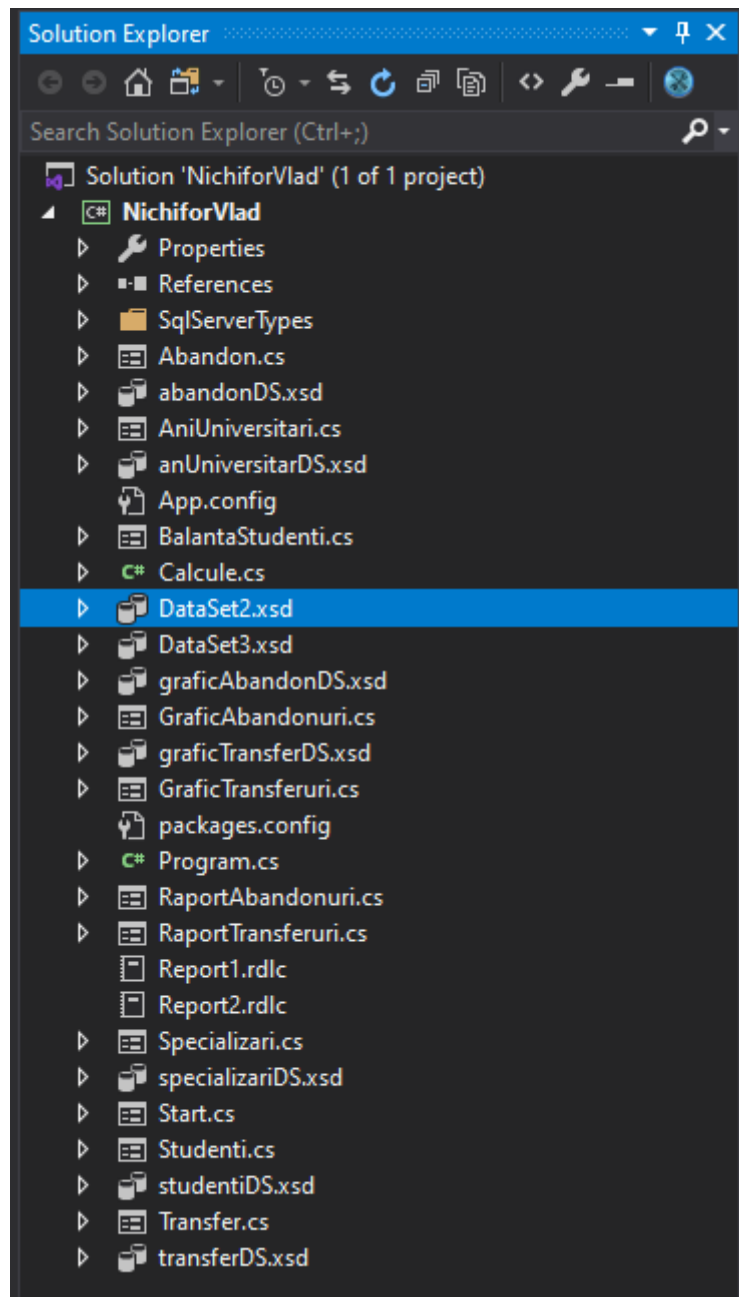 Solution Explorer
Search Solution Explorer (Ctrl+;)
Solution 'NichiforVlad' (1 of 1 project)
C# NichiforVlad
Properties
References
SqlServerTypes
Abandon.cs
abandonDS.xsd
AniUniversitari.cs
anUniversitarDS.xsd
App.config
BalantaStudenti.cs
C# Calcule.cs
DataSet2.xsd
DataSet3.xsd
graficAbandonDS.xsd
GraficAbandonuri.cs
graficTransferDS.xsd
GraficTransferuri.cs
packages.config
C# Program.cs
RaportAbandonuri.cs
RaportTransferuri.cs
Report1.rdlc
Report2.rdlc
Specializari.cs
specializariDS.xsd
Start.cs
Studenti.cs
studentiDS.xsd
Transfer.cs
transferDS.xsd